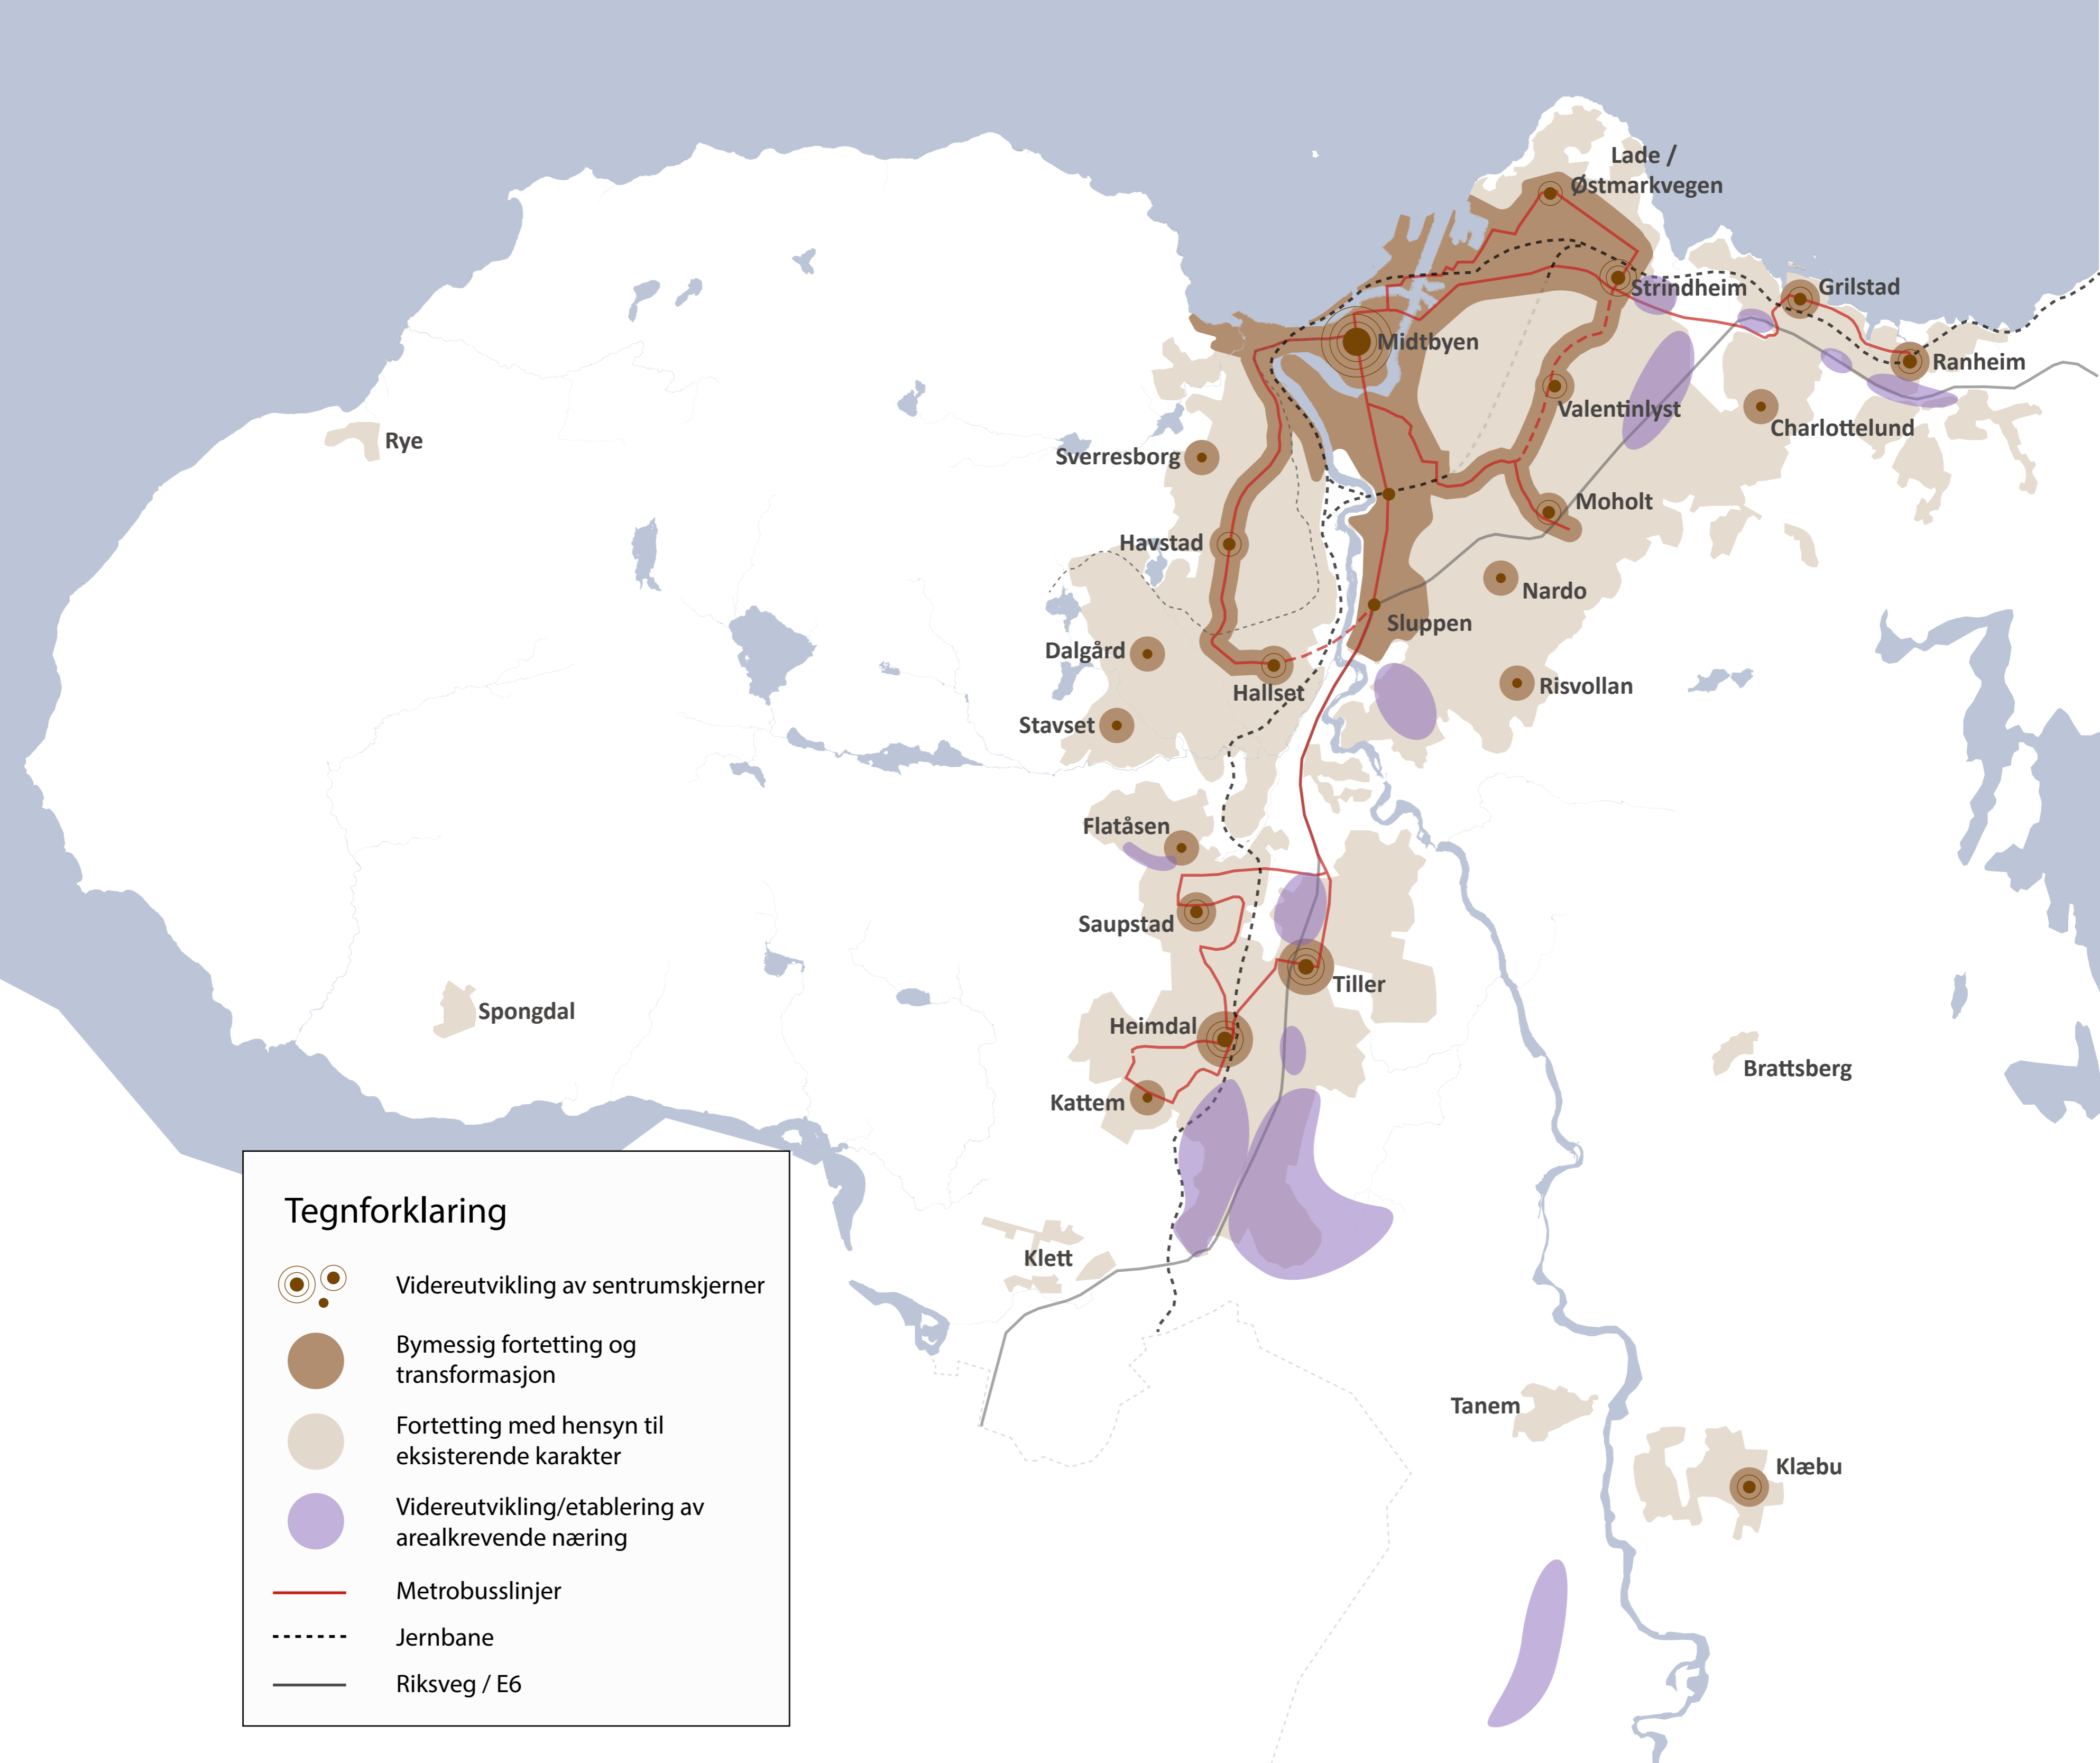 Lade /
Østmarkvegen
Strindheim
Grilstad
Midtbyen
Ranheim
Valentinlyst
Charlottelund
Rye
Sverresborg
Moholt
Havstad
Nardo
Sluppen
Dalgård
Risvollan
Hallset
Stavset
Flatåsen
Saupstad
Tiller
Spongdal
Heimdal
Brattsberg
Kattem
Klett
Tanem
Klæbu
Tegnforklaring
Videreutvikling av sentrumskjerner
Bymessig fortetting og
transformasjon
Fortetting med hensyn til
eksisterende karakter
Videreutvikling/etablering av
arealkrevende næring
Metrobusslinjer
Jernbane
Riksveg / E6